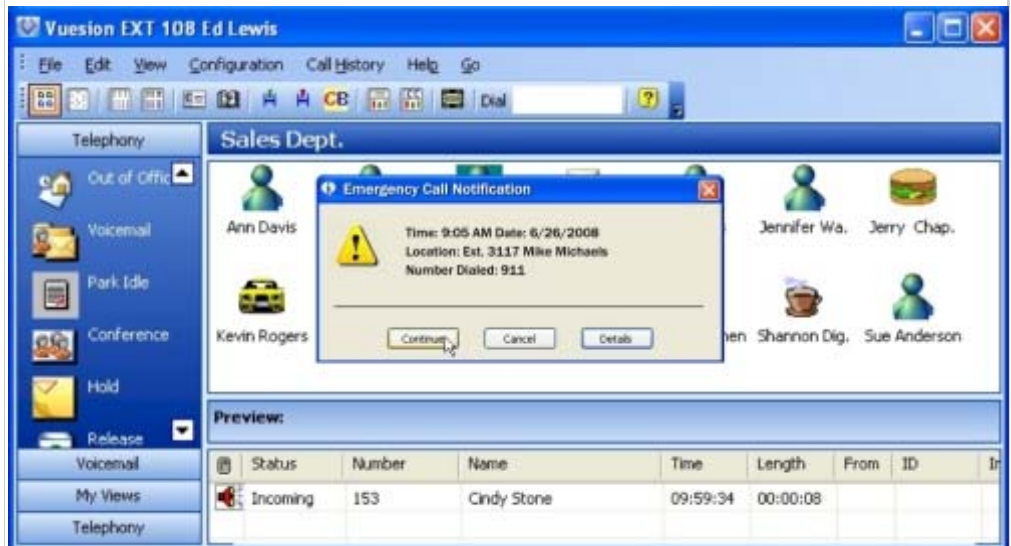 Vuesion EXT 108 Ed Lewis
File Edit View Configuration Call History Help Go
CB Dial
Telephony
Sales Dept.
Out of Offic
Voicemail
Park Idle
Conference
Hold
Release
Voicemail
My Views
Telephony
Ann Davis
Jennifer Wa.
Jerry Chap.
Kevin Rogers
Shannon Dig.
Sue Anderson
Emergency Call Notification
Time: 9:05 AM Date: 6/26/2008
Location: Ext. 3117 Mike Michaels
Number Dialed: 911
Continue Cancel Details
Preview:
Status Number Name Time Length From ID
Incoming 153 Cindy Stone 09:59:34 00:00:08